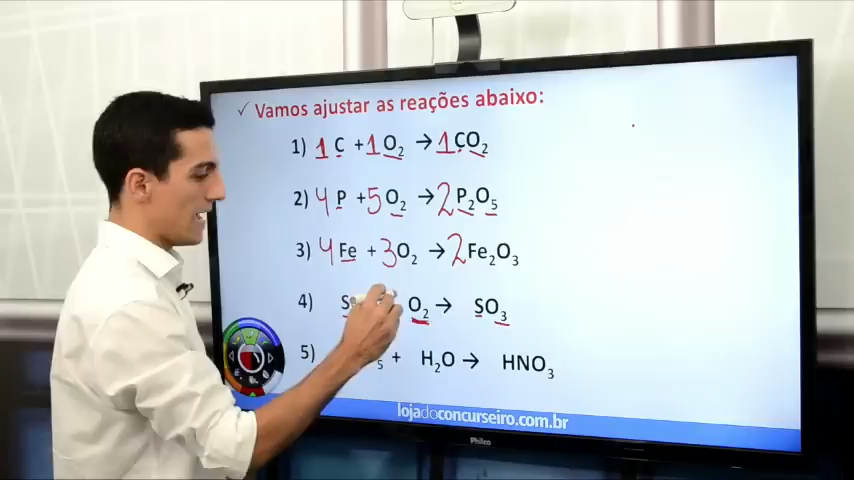 ✓ Vamos ajustar as reações abaixo:
1) 1 C + 1 O₂ → 1 CO₂
2) 4 P + 5 O₂ → 2 P₂O₅
3) 4 Fe + 3 O₂ → 2 Fe₂O₃
4) S O₂ → SO₃
5) ₅ + H₂O → HNO₃
lojadoconcurseiro.com.br
Philco